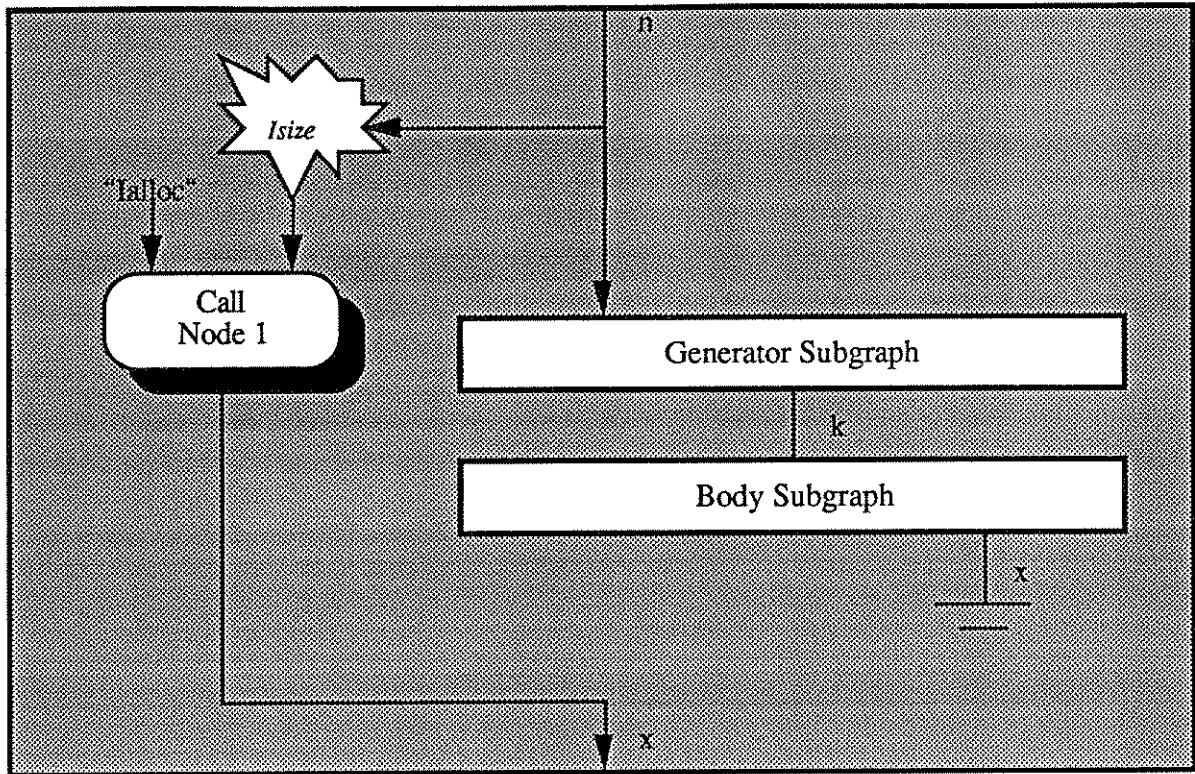 n
Isize
"Ialloc"
Call
Node 1
Generator Subgraph
k
Body Subgraph
x
x